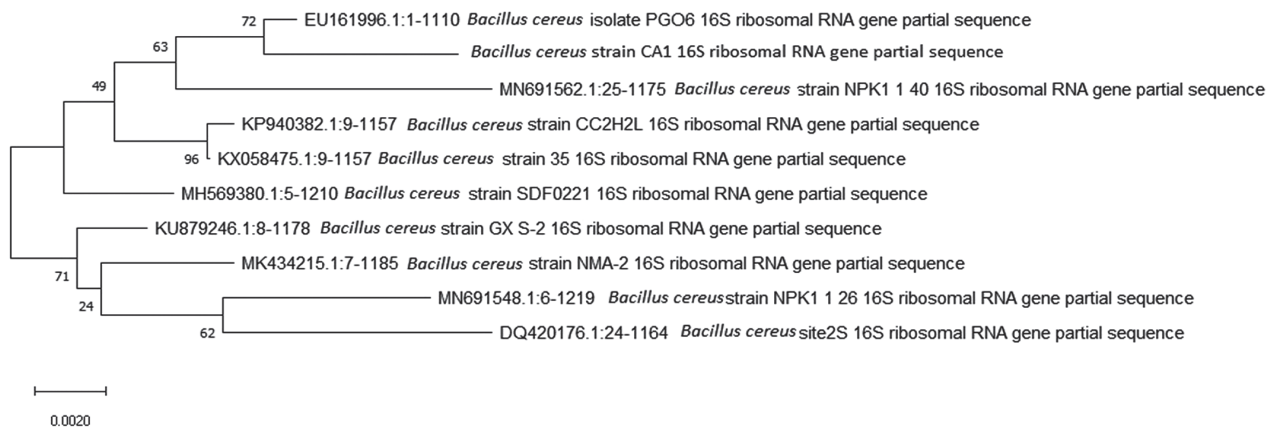 72
EU161996.1:1-1110 Bacillus cereus isolate PGO6 16S ribosomal RNA gene partial sequence
63
Bacillus cereus strain CA1 16S ribosomal RNA gene partial sequence
49
MN691562.1:25-1175 Bacillus cereus strain NPK1 1 40 16S ribosomal RNA gene partial sequence
KP940382.1:9-1157 Bacillus cereus strain CC2H2L 16S ribosomal RNA gene partial sequence
96
KX058475.1:9-1157 Bacillus cereus strain 35 16S ribosomal RNA gene partial sequence
MH569380.1:5-1210 Bacillus cereus strain SDF0221 16S ribosomal RNA gene partial sequence
KU879246.1:8-1178 Bacillus cereus strain GX S-2 16S ribosomal RNA gene partial sequence
71
MK434215.1:7-1185 Bacillus cereus strain NMA-2 16S ribosomal RNA gene partial sequence
24
MN691548.1:6-1219 Bacillus cereus strain NPK1 1 26 16S ribosomal RNA gene partial sequence
62
DQ420176.1:24-1164 Bacillus cereus site2S 16S ribosomal RNA gene partial sequence
0.0020